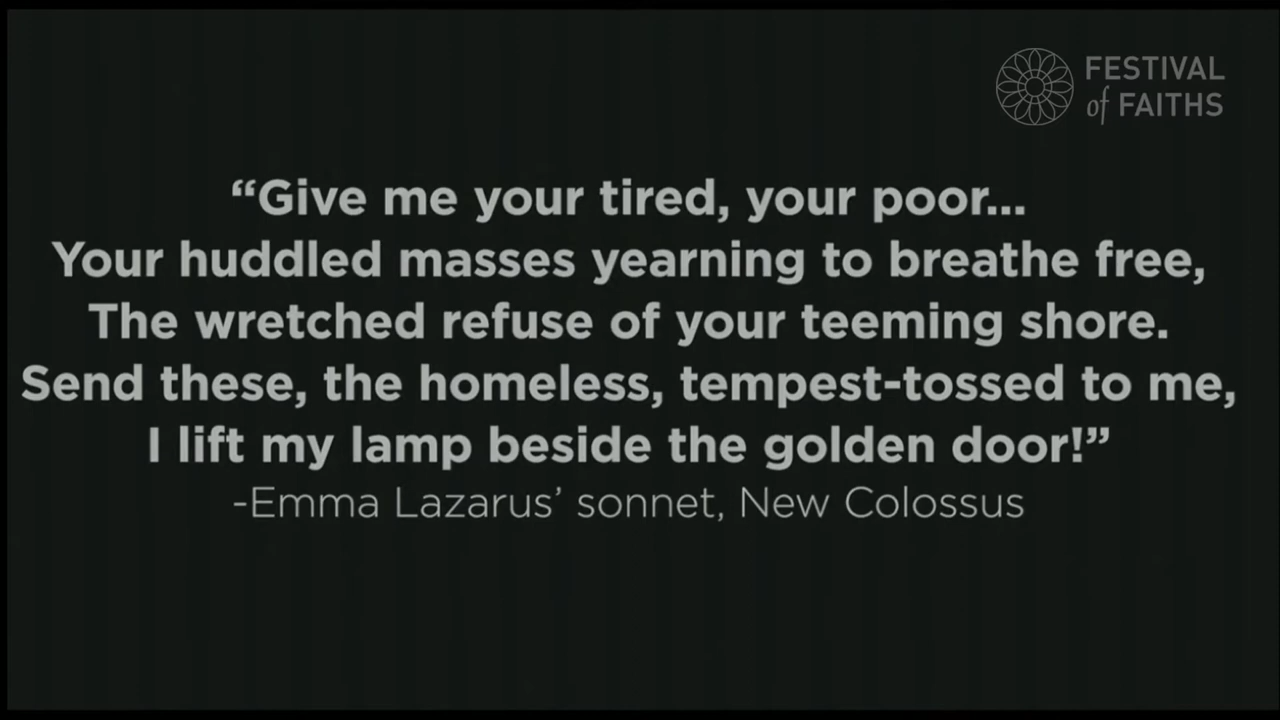 FESTIVAL
of FAITHS
“Give me your tired, your poor...
Your huddled masses yearning to breathe free,
The wretched refuse of your teeming shore.
Send these, the homeless, tempest-tossed to me,
I lift my lamp beside the golden door!”
-Emma Lazarus’ sonnet, New Colossus